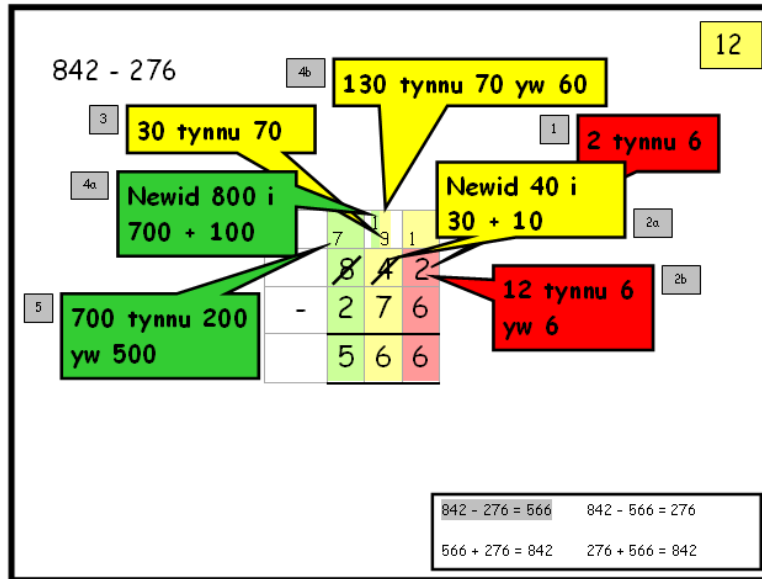 12
842 - 276
4b
130 tynnu 70 yw 60
3
30 tynnu 70
1
2 tynnu 6
4a
Newid 800 i
700 + 100
Newid 40 i
30 + 10
2a
1
7 9 1
8 4 2
- 2 7 6
5 6 6
12 tynnu 6
yw 6
2b
5
700 tynnu 200
yw 500
842 - 276 = 566 842 - 566 = 276
566 + 276 = 842 276 + 566 = 842